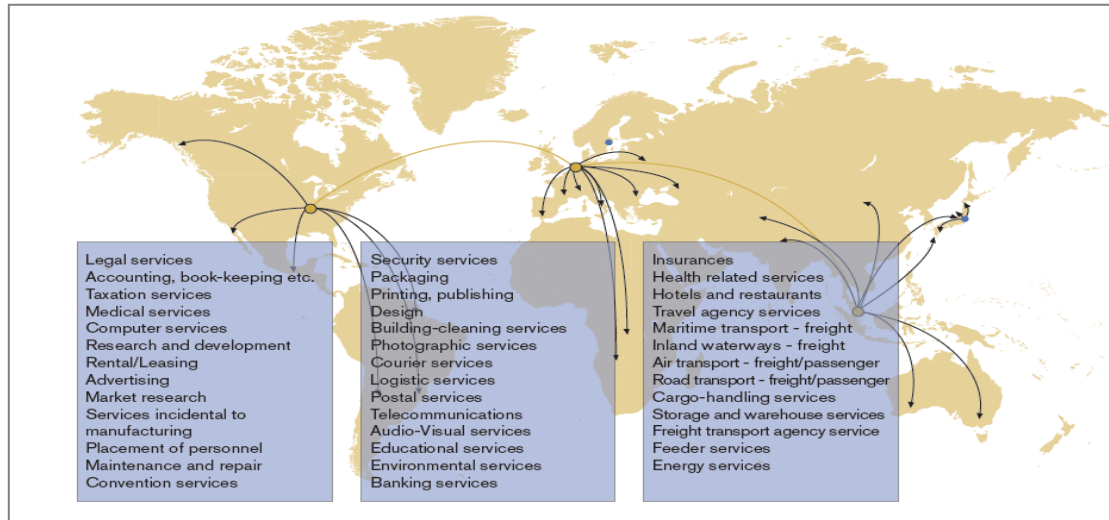 Legal services
Accounting, book-keeping etc.
Taxation services
Medical services
Computer services
Research and development
Rental/Leasing
Advertising
Market research
Services incidental to
manufacturing
Placement of personnel
Maintenance and repair
Convention services
Security services
Packaging
Printing, publishing
Design
Building-cleaning services
Photographic services
Courier services
Logistic services
Postal services
Telecommunications
Audio-Visual services
Educational services
Environmental services
Banking services
Insurances
Health related services
Hotels and restaurants
Travel agency services
Maritime transport - freight
Inland waterways - freight
Air transport - freight/passenger
Road transport - freight/passenger
Cargo-handling services
Storage and warehouse services
Freight transport agency service
Feeder services
Energy services